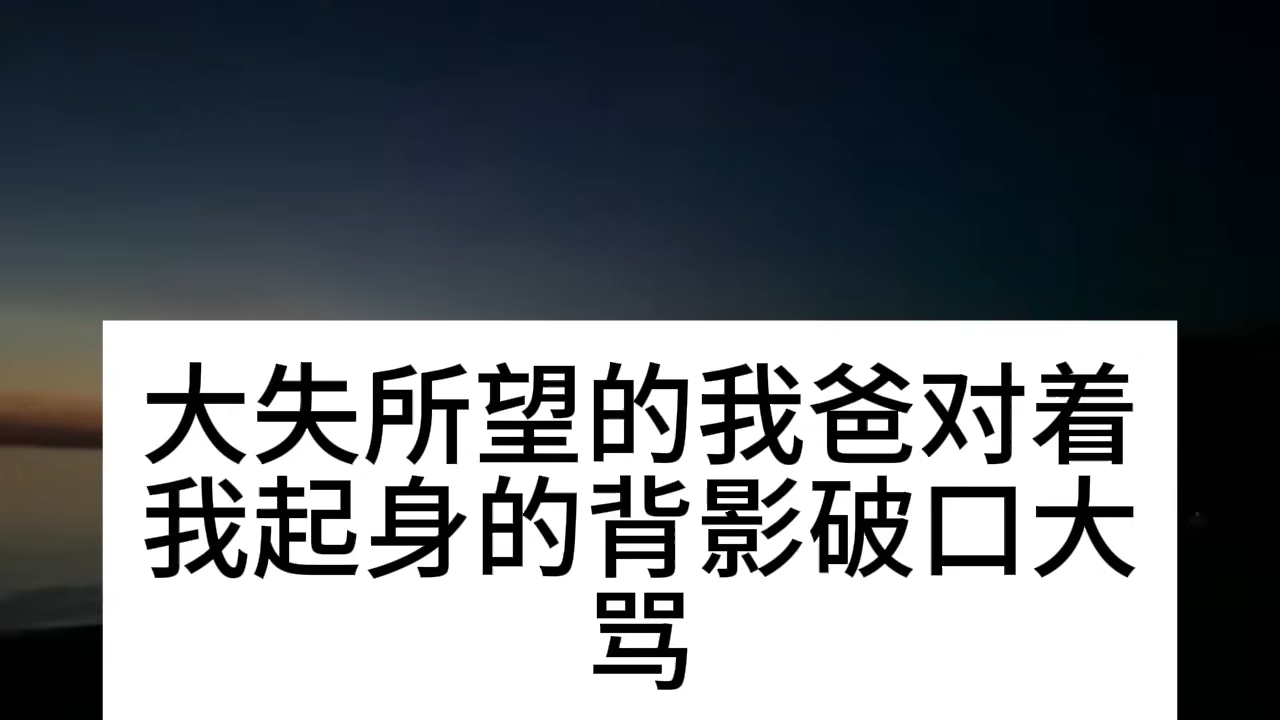 大失所望的我爸对着
我起身的背影破口大
骂